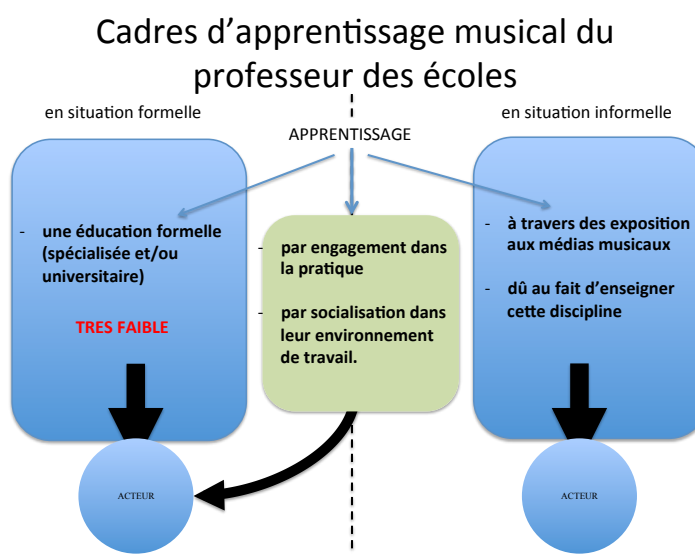 Cadres d'apprentissage musical du
professeur des écoles
en situation formelle
en situation informelle
APPRENTISSAGE
- une éducation formelle
(spécialisée et/ou
universitaire)
TRES FAIBLE
- par engagement dans
la pratique
- par socialisation dans
leur environnement
de travail.
- à travers des exposition
aux médias musicaux
- dû au fait d'enseigner
cette discipline
ACTEUR
ACTEUR